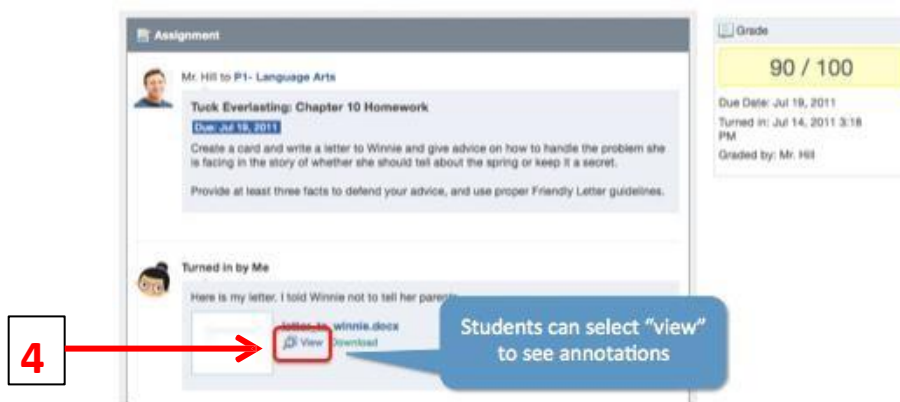 Assignment
Mr. Hill to P1- Language Arts
Tuck Everlasting: Chapter 10 Homework
Due: Jul 19, 2011
Create a card and write a letter to Winnie and give advice on how to handle the problem she
is facing in the story of whether she should tell about the spring or keep it a secret.
Provide at least three facts to defend your advice, and use proper Friendly Letter guidelines.
Turned in by Me
Here is my letter. I told Winnie not to tell her parents
letter_to_winnie.docx
View Download
4
Students can select "view"
to see annotations
Grade
90 / 100
Due Date: Jul 19, 2011
Turned in: Jul 14, 2011 3:18
PM
Graded by: Mr. Hill